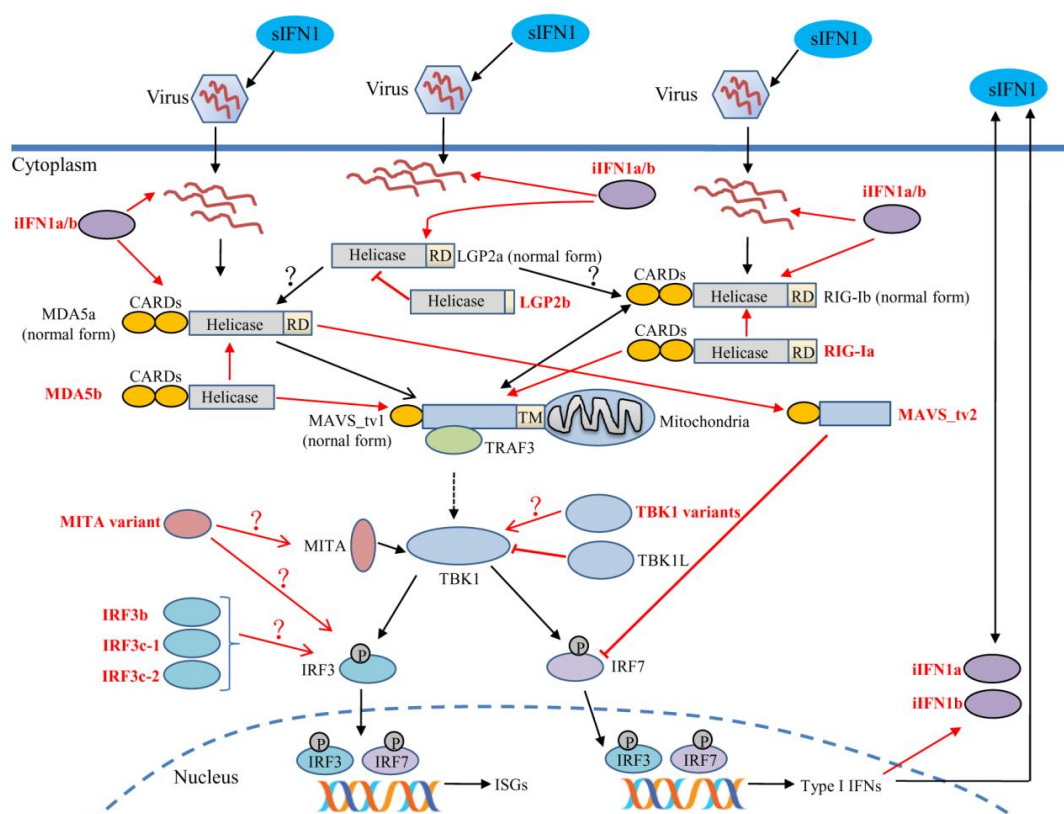 sIFN1
sIFN1
sIFN1
sIFN1
Virus
Virus
Virus
Cytoplasm
iIFN1a/b
iIFN1a/b
iIFN1a/b
Helicase RD LGP2a (normal form)
?
?
CARDs
CARDs
Helicase RD RIG-Ib (normal form)
Helicase LGP2b
MDA5a
(normal form)
Helicase RD
CARDs
Helicase RD RIG-Ia
CARDs
MDA5b
Helicase
MAVS_tv1
(nornal form)
TM
Mitochondria
MAVS_tv2
TRAF3
MITA variant
?
?
TBK1 variants
MITA
TBK1
TBK1L
?
IRF3b
IRF3c-1
IRF3c-2
?
P
IRF3
P
IRF7
iIFN1a
iIFN1b
Nucleus
P
IRF3
P
IRF7
ISGs
P
IRF3
P
IRF7
Type I IFNs